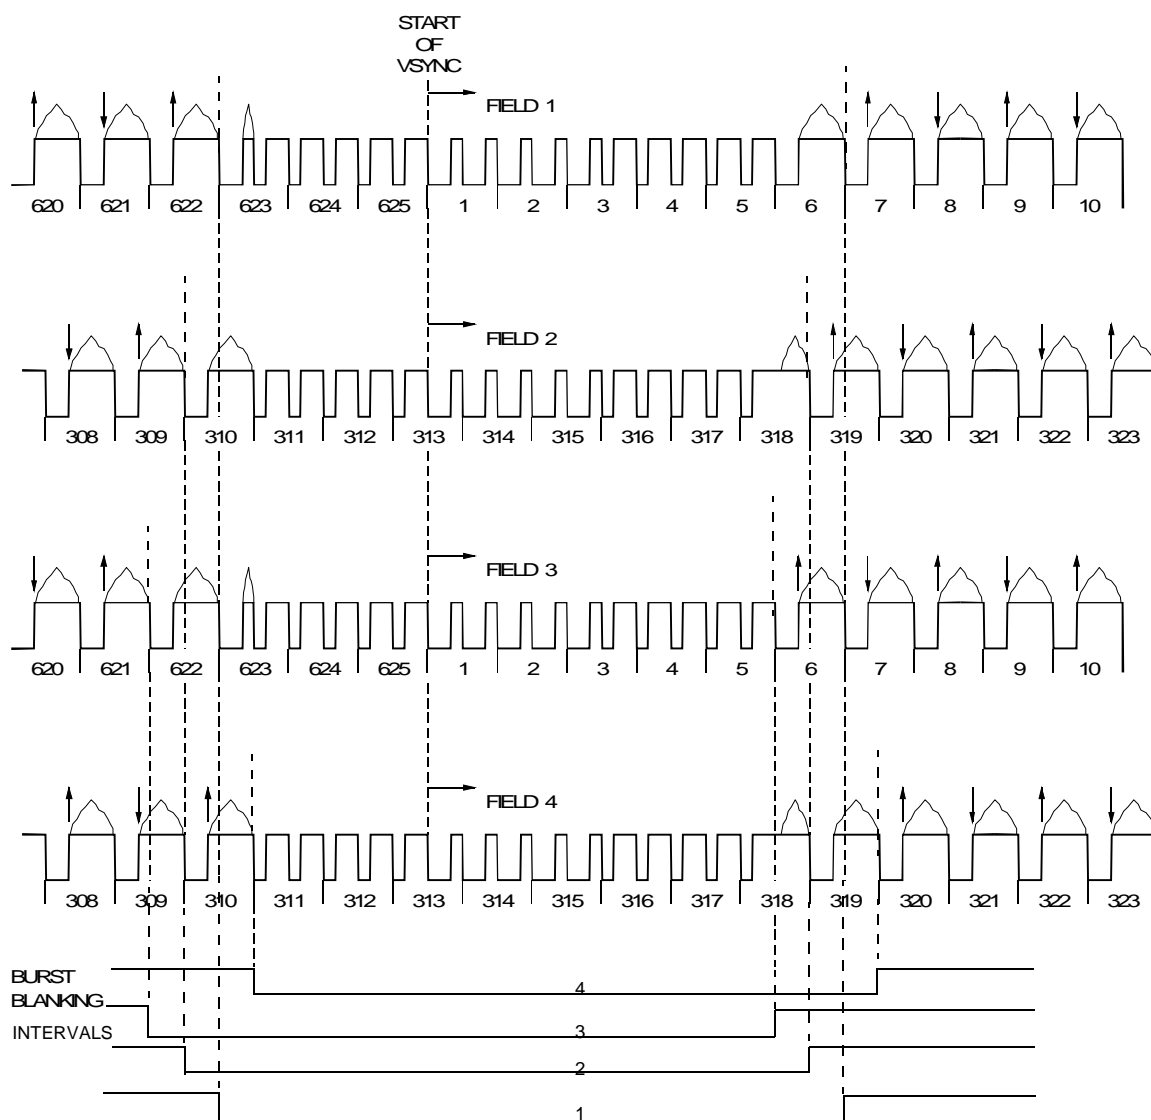 START
OF
VSYNC
FIELD 1
620 621 622 623 624 625 1 2 3 4 5 6 7 8 9 10
FIELD 2
308 309 310 311 312 313 314 315 316 317 318 319 320 321 322 323
FIELD 3
620 621 622 623 624 625 1 2 3 4 5 6 7 8 9 10
FIELD 4
308 309 310 311 312 313 314 315 316 317 318 319 320 321 322 323
BURST
4
BLANKING
INTERVALS 3
2
1